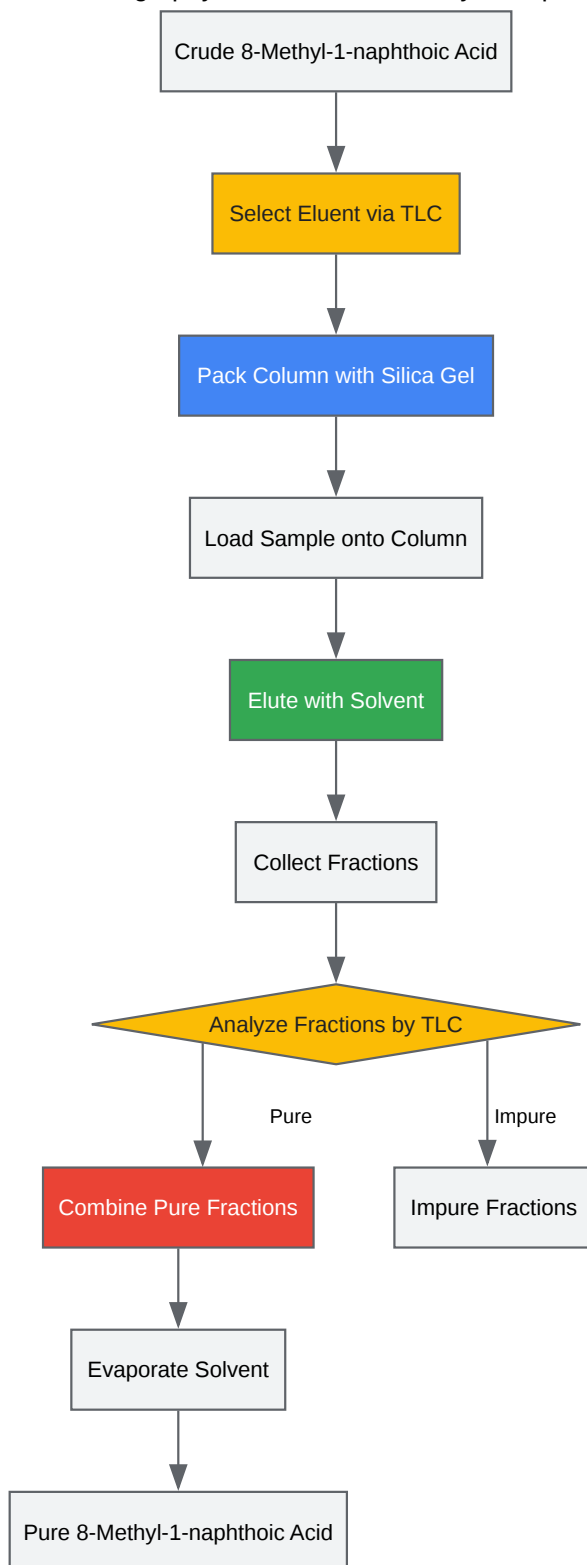 Crude 8-Methyl-1-naphthoic Acid
Select Eluent via TLC
Pack Column with Silica Gel
Load Sample onto Column
Elute with Solvent
Collect Fractions
Analyze Fractions by TLC
Pure
Impure
Combine Pure Fractions
Impure Fractions
Evaporate Solvent
Pure 8-Methyl-1-naphthoic Acid